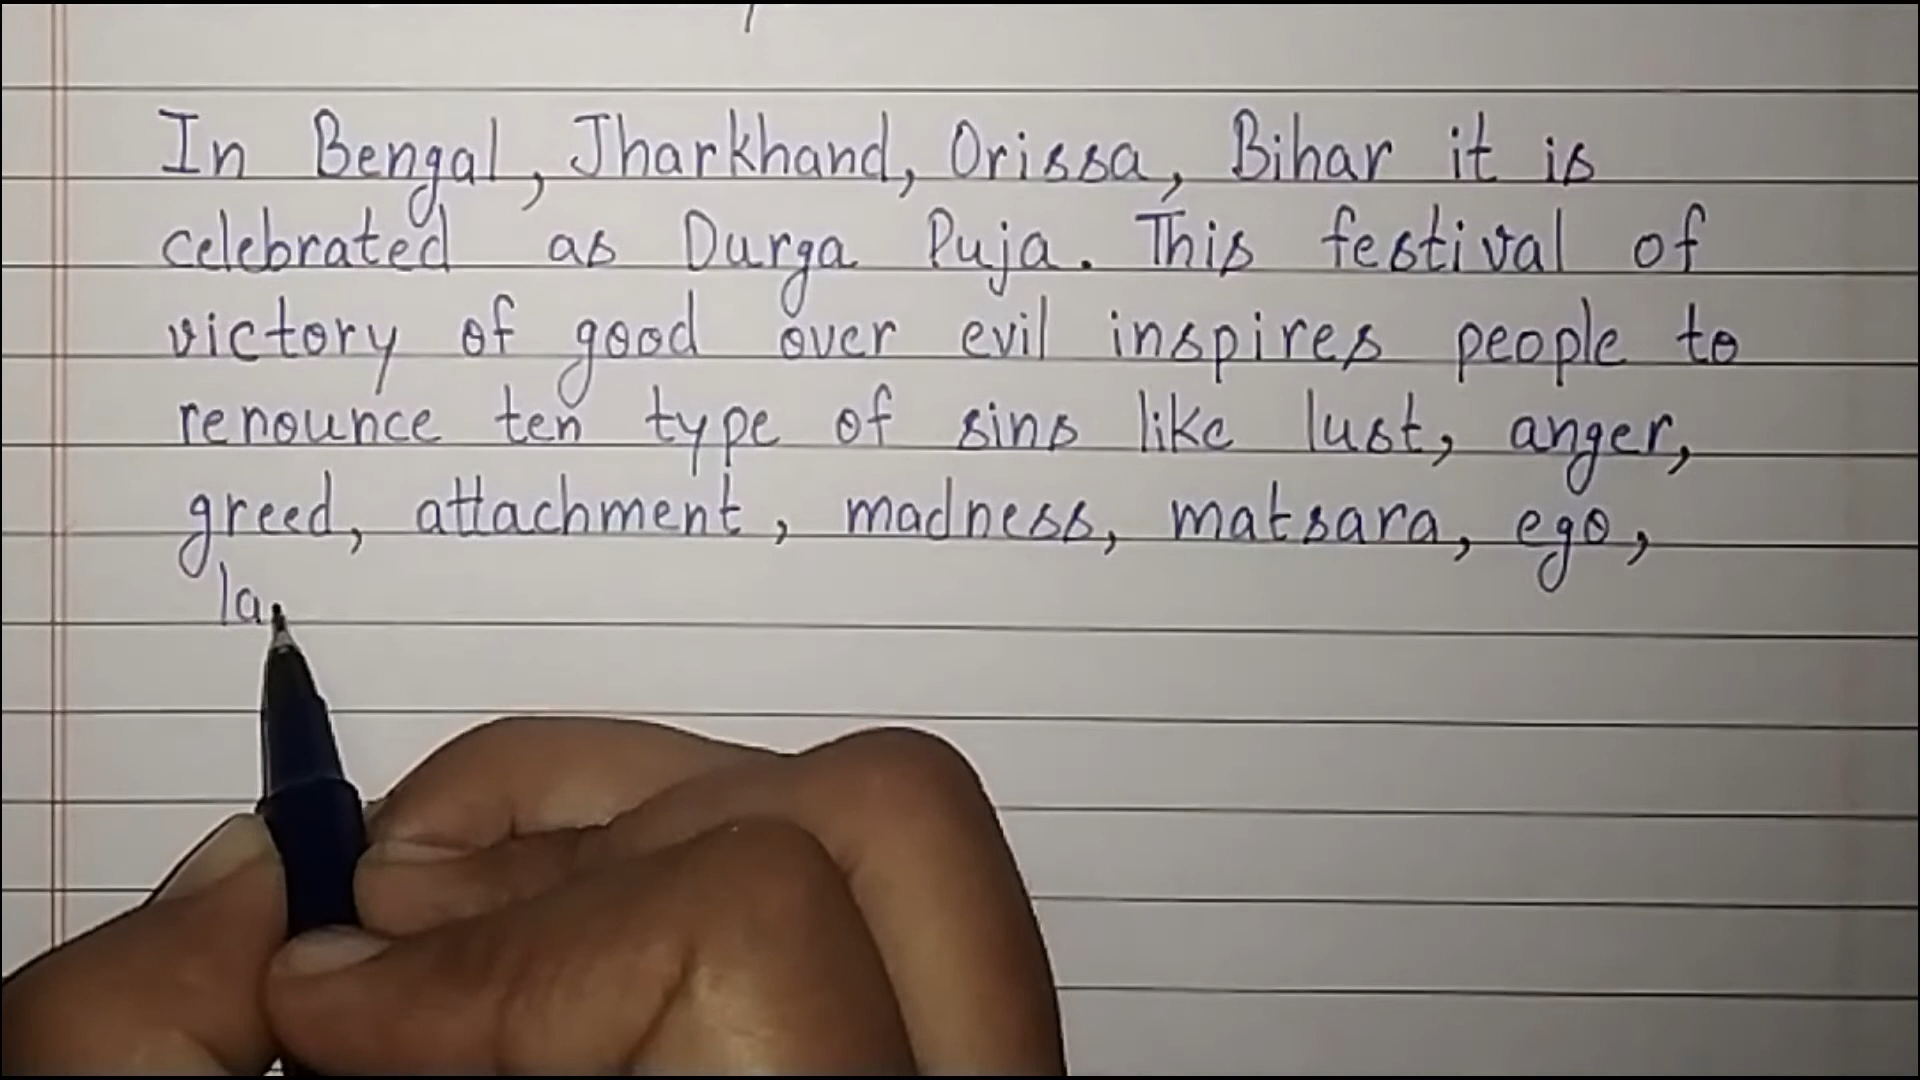 In Bengal, Jharkhand, Orissa, Bihar it is
celebrated as Durga Puja. This festival of
victory of good over evil inspires people to
renounce ten type of sins like lust, anger,
greed, attachment, madness, matsara, ego,
la